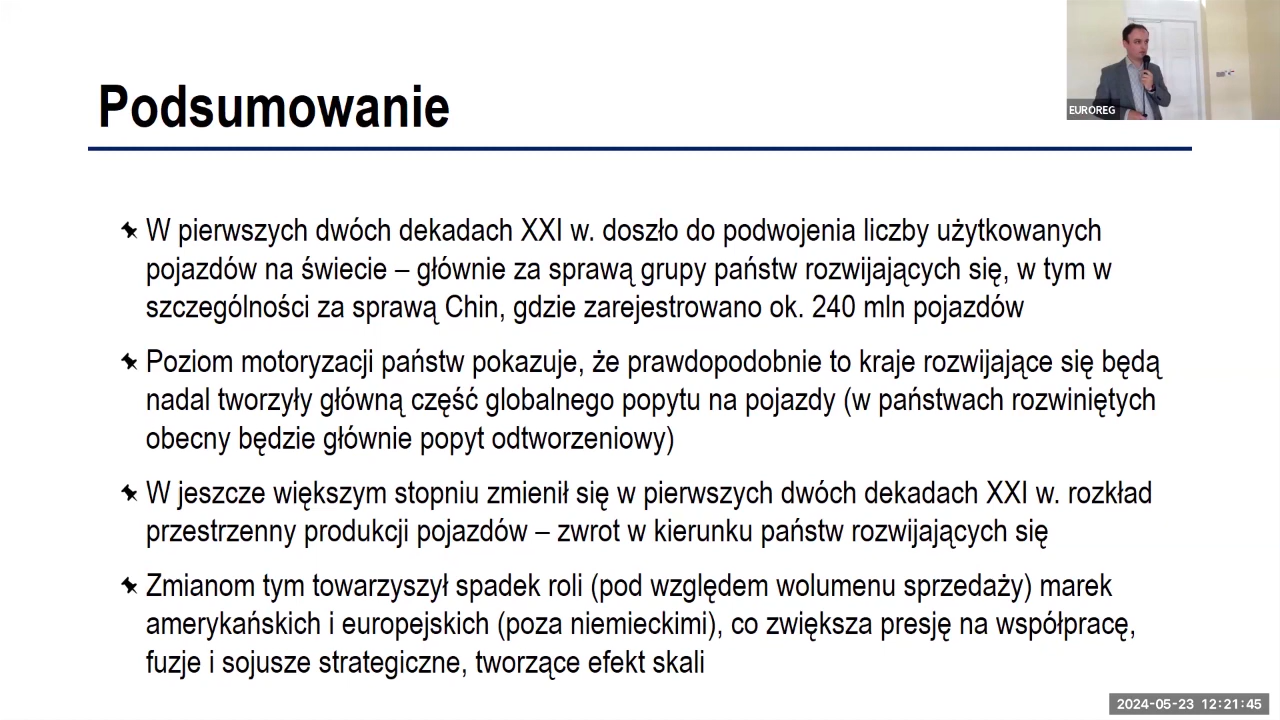 Podsumowanie
EUROREG
W pierwszych dwóch dekadach XXI w. doszło do podwojenia liczby użytkowanych
pojazdów na świecie – głównie za sprawą grupy państw rozwijających się, w tym w
szczególności za sprawą Chin, gdzie zarejestrowano ok. 240 mln pojazdów
Poziom motoryzacji państw pokazuje, że prawdopodobnie to kraje rozwijające się będą
nadal tworzyły główną część globalnego popytu na pojazdy (w państwach rozwiniętych
obecny będzie głównie popyt odtworzeniowy)
W jeszcze większym stopniu zmienił się w pierwszych dwóch dekadach XXI w. rozkład
przestrzenny produkcji pojazdów – zwrot w kierunku państw rozwijających się
Zmianom tym towarzyszył spadek roli (pod względem wolumenu sprzedaży) marek
amerykańskich i europejskich (poza niemieckimi), co zwiększa presję na współpracę,
fuzje i sojusze strategiczne, tworzące efekt skali
2024-05-23 12:21:45